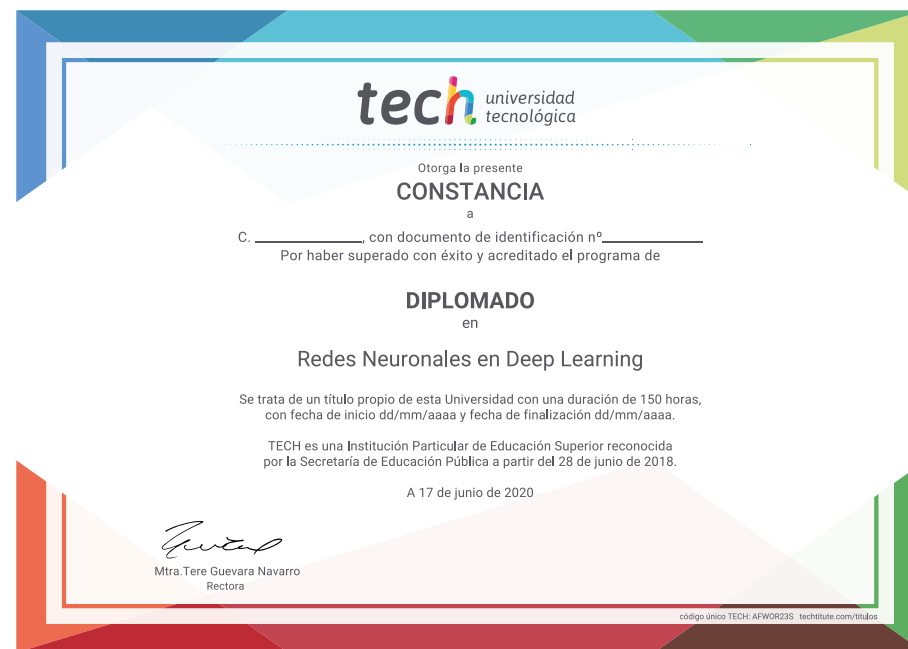 tech universidad
tecnológica
Otorga la presente
CONSTANCIA
a
C. ____________, con documento de identificación nº____________
Por haber superado con éxito y acreditado el programa de
DIPLOMADO
en
Redes Neuronales en Deep Learning
Se trata de un título propio de esta Universidad con una duración de 150 horas,
con fecha de inicio dd/mm/aaaa y fecha de finalización dd/mm/aaaa.
TECH es una Institución Particular de Educación Superior reconocida
por la Secretaría de Educación Pública a partir del 28 de junio de 2018.
A 17 de junio de 2020
Mtra.Tere Guevara Navarro
Rectora
código único TECH: AFWOR23S techtitute.com/titulos